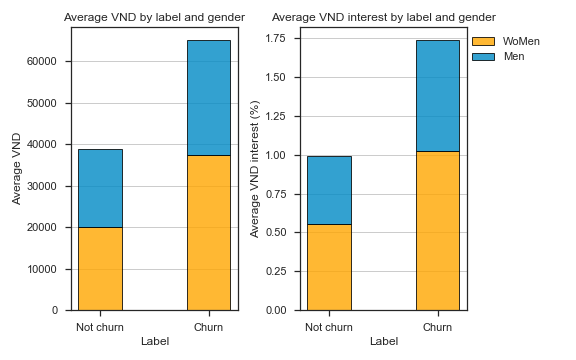 Average VND by label and gender
Average VND
60000
50000
40000
30000
20000
10000
0
Not churn
Churn
Label
Average VND interest by label and gender
Average VND interest (%)
1.75
1.50
1.25
1.00
0.75
0.50
0.25
0.00
Not churn
Churn
Label
WoMen
Men